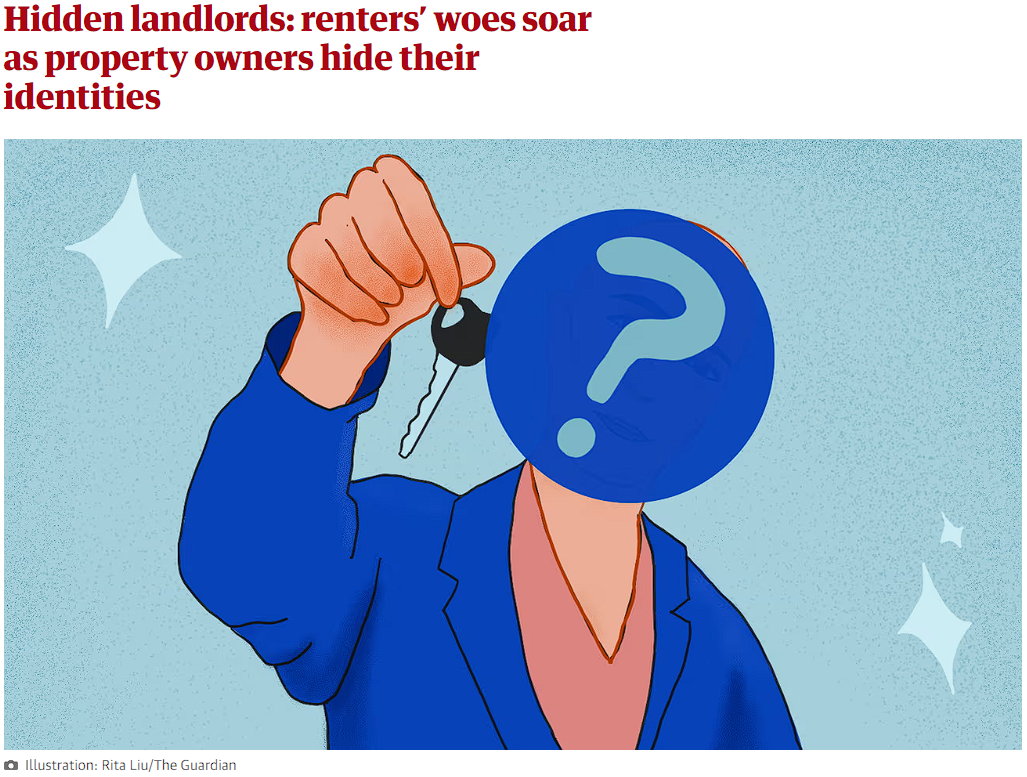 Hidden landlords: renters’ woes soar
as property owners hide their
identities
?
Illustration: Rita Liu/The Guardian